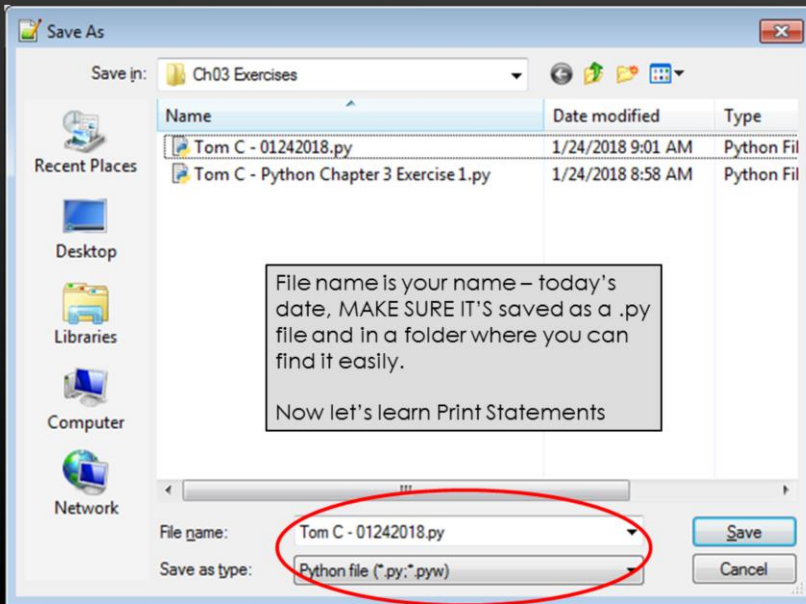 Save As
Save in:
Ch03 Exercises
Name
Date modified
Type
Tom C - 01242018.py
1/24/2018 9:01 AM
Python Fil
Tom C - Python Chapter 3 Exercise 1.py
1/24/2018 8:58 AM
Python Fil
Recent Places
Desktop
Libraries
Computer
Network
File name is your name – today's
date, MAKE SURE IT'S saved as a .py
file and in a folder where you can
find it easily.
Now let's learn Print Statements
File name:
Tom C - 01242018.py
Save
Save as type:
Python file (*.py;*.pyw)
Cancel